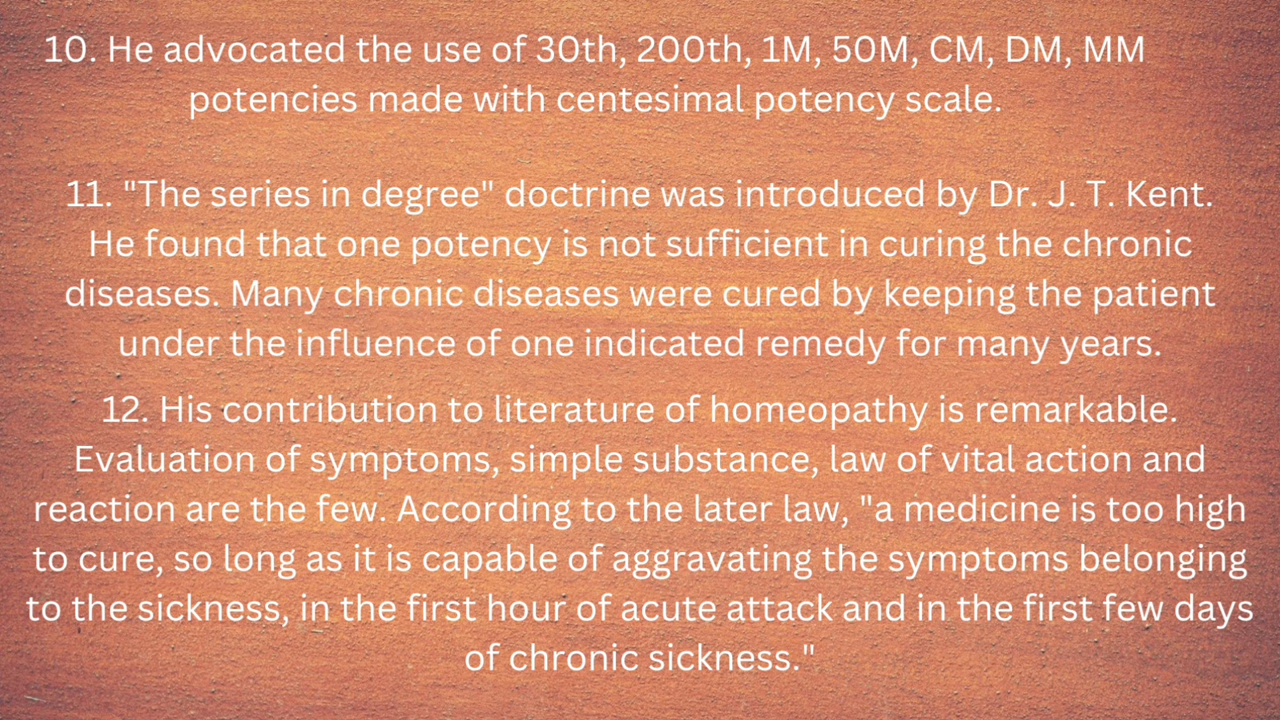 10. He advocated the use of 30th, 200th, 1M, 50M, CM, DM, MM
potencies made with centesimal potency scale.
11. "The series in degree" doctrine was introduced by Dr. J. T. Kent.
He found that one potency is not sufficient in curing the chronic
diseases. Many chronic diseases were cured by keeping the patient
under the influence of one indicated remedy for many years.
12. His contribution to literature of homeopathy is remarkable.
Evaluation of symptoms, simple substance, law of vital action and
reaction are the few. According to the later law, "a medicine is too high
to cure, so long as it is capable of aggravating the symptoms belonging
to the sickness, in the first hour of acute attack and in the first few days
of chronic sickness."